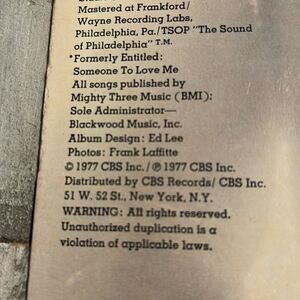 Mastered at Frankford/
Wayne Recording Labs,
Philadelphia, Pa./TSOP "The Sound
of Philadelphia" T.M.
*Formerly Entitled:
Someone To Love Me
All songs published by
Mighty Three Music (BMI);
Sole Administrator—
Blackwood Music, Inc.
Album Design: Ed Lee
Photos: Frank Laffitte
© 1977 CBS Inc./ ℗ 1977 CBS Inc.
Distributed by CBS Records/ CBS Inc.
51 W. 52 St., New York, N.Y.
WARNING: All rights reserved.
Unauthorized duplication is a
violation of applicable laws.